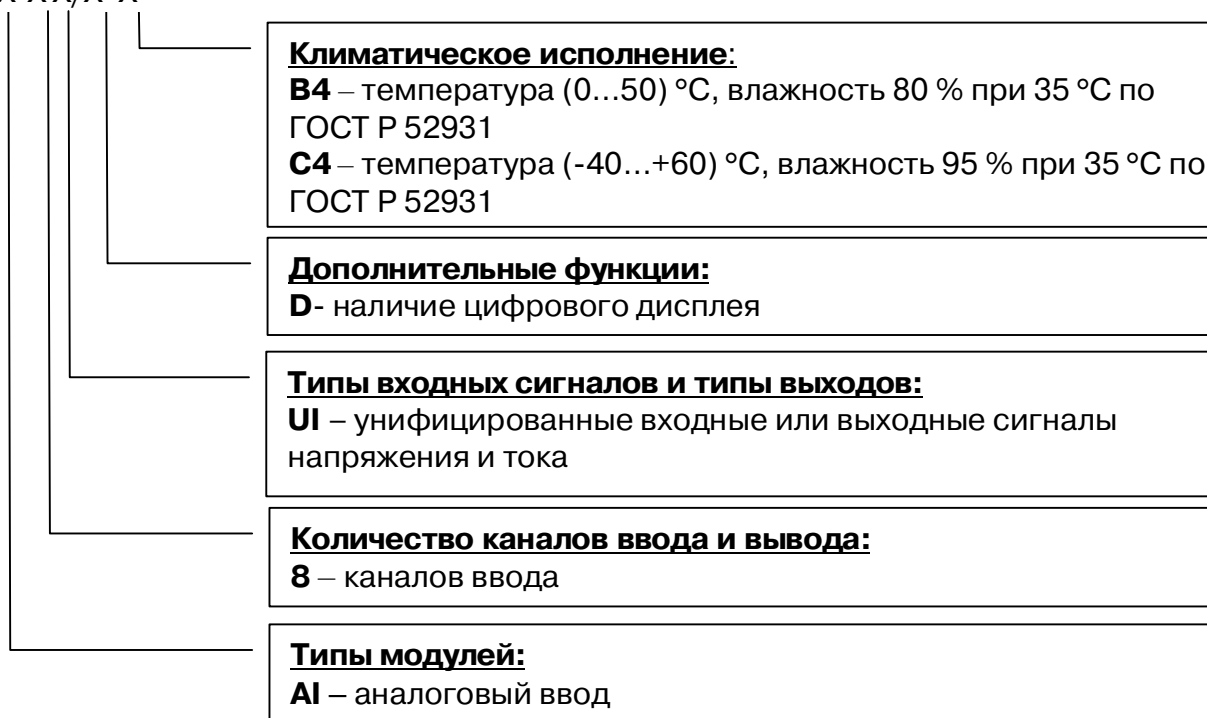 Климатическое исполнение:
B4 – температура (0...50) °C, влажность 80 % при 35 °C по
ГОСТ Р 52931
C4 – температура (-40...+60) °C, влажность 95 % при 35 °C по
ГОСТ Р 52931
Дополнительные функции:
D- наличие цифрового дисплея
Типы входных сигналов и типы выходов:
UI – унифицированные входные или выходные сигналы
напряжения и тока
Количество каналов ввода и вывода:
8 – каналов ввода
Типы модулей:
AI – аналоговый ввод